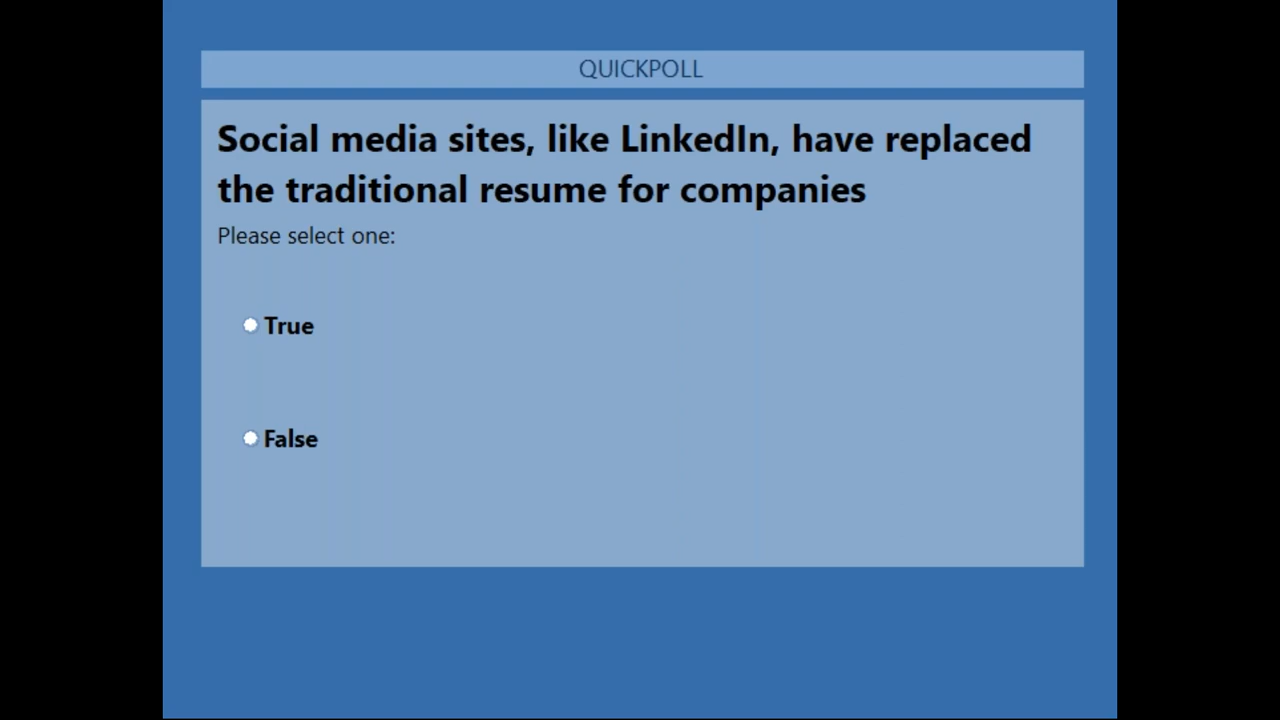 QUICKPOLL
Social media sites, like LinkedIn, have replaced
the traditional resume for companies
Please select one:
True
False